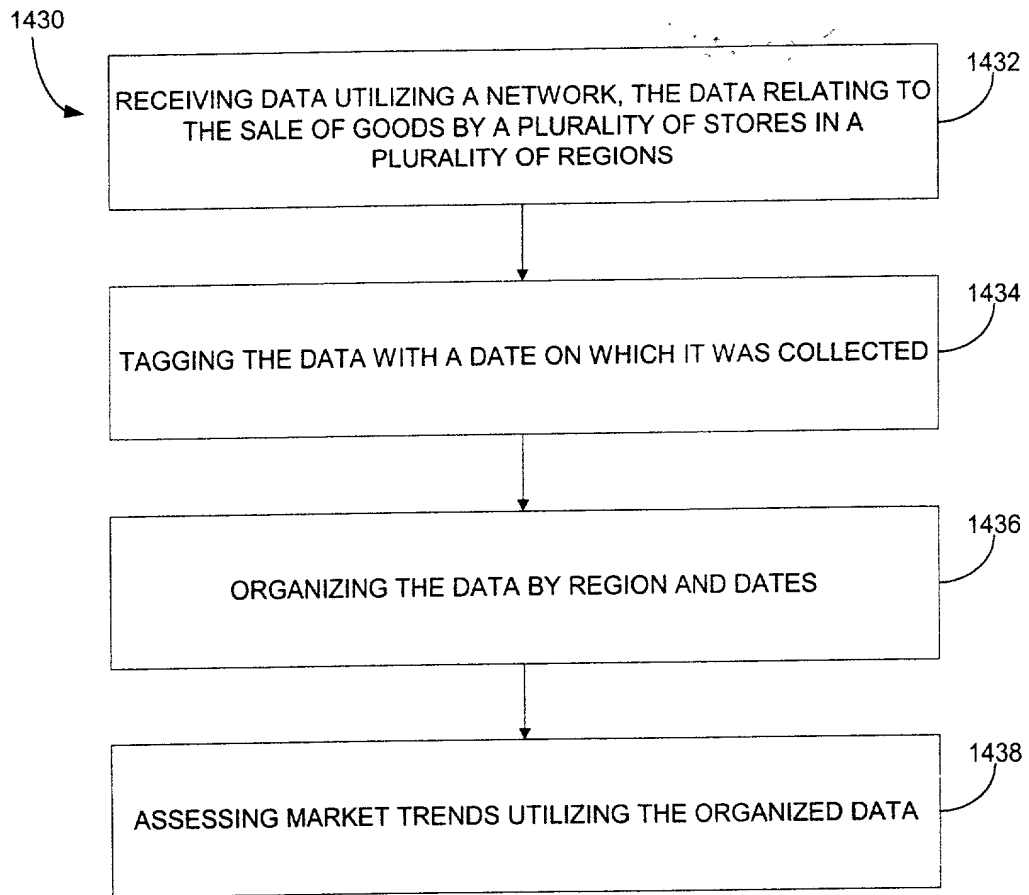 1430
1432
RECEIVING DATA UTILIZING A NETWORK, THE DATA RELATING TO
THE SALE OF GOODS BY A PLURALITY OF STORES IN A
PLURALITY OF REGIONS
1434
TAGGING THE DATA WITH A DATE ON WHICH IT WAS COLLECTED
1436
ORGANIZING THE DATA BY REGION AND DATES
1438
ASSESSING MARKET TRENDS UTILIZING THE ORGANIZED DATA